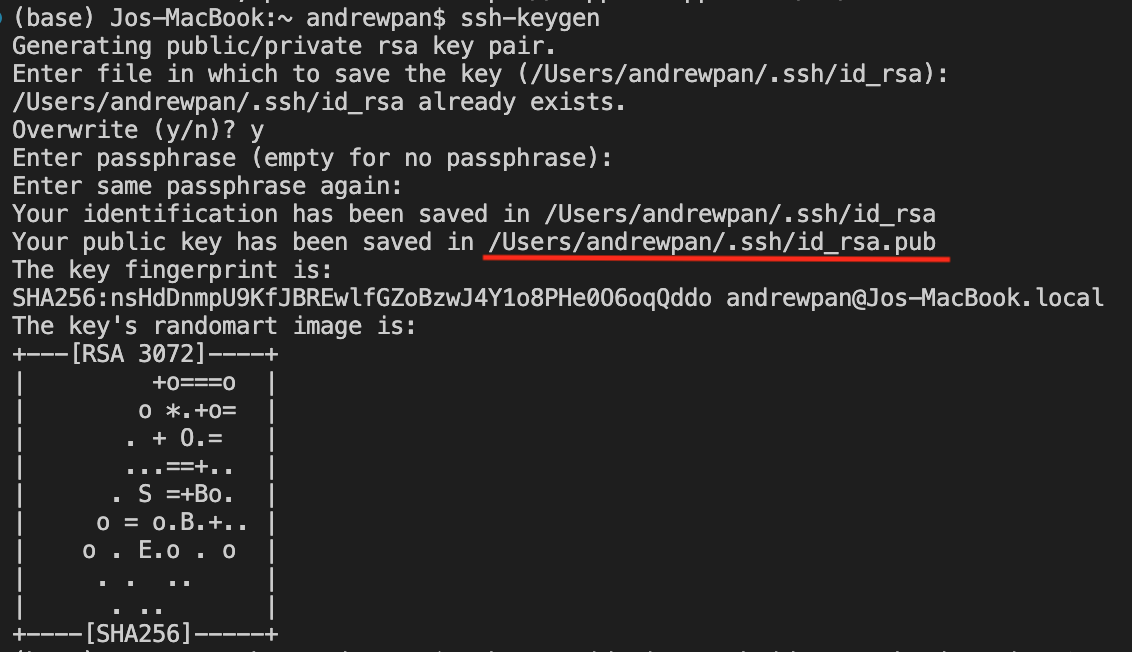 (base) Jos-MacBook:~ andrewpan$ ssh-keygen
Generating public/private rsa key pair.
Enter file in which to save the key (/Users/andrewpan/.ssh/id_rsa):
/Users/andrewpan/.ssh/id_rsa already exists.
Overwrite (y/n)? y
Enter passphrase (empty for no passphrase):
Enter same passphrase again:
Your identification has been saved in /Users/andrewpan/.ssh/id_rsa
Your public key has been saved in /Users/andrewpan/.ssh/id_rsa.pub
The key fingerprint is:
SHA256:nsHdDnmpU9KfJBREwlfGZoBzwJ4Y1o8PHe0O6oqQddo andrewpan@Jos-MacBook.local
The key's randomart image is:
+---[RSA 3072]----+
|         +o===o  |
|        o *.+o=  |
|       . + O.=   |
|       ...==+..  |
|      . S =+Bo.  |
|     o = o.B.+.. |
|    o . E.o . o  |
|     . .  ..     |
|      . ..       |
+----[SHA256]-----+